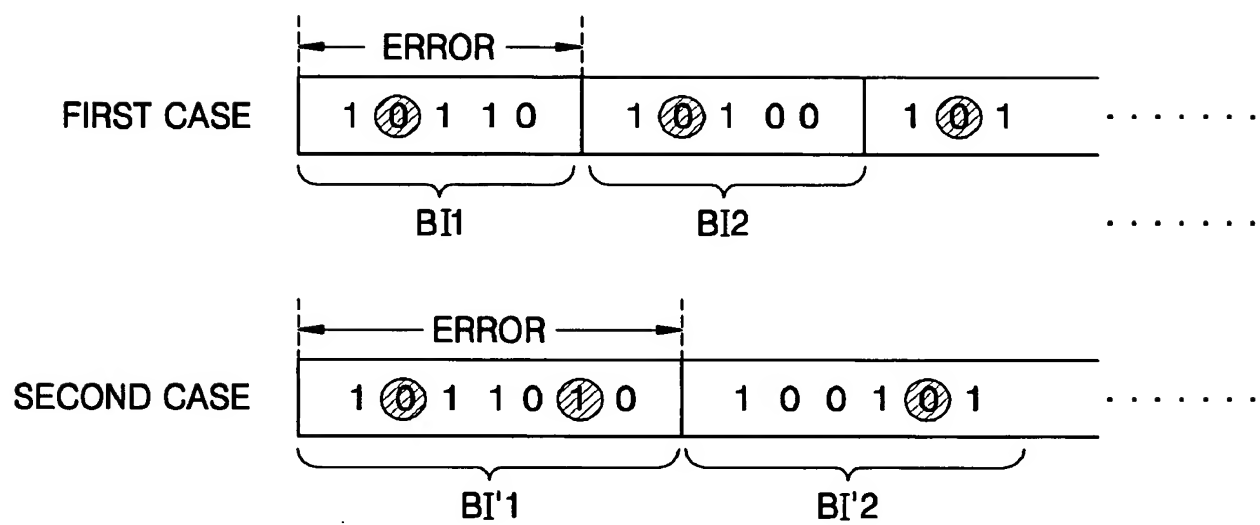 ERROR
FIRST CASE 1 0 1 1 0 1 0 1 0 0 1 0 1 .......
BI1 BI2 .......
ERROR
SECOND CASE 1 0 1 1 0 1 0 1 0 0 1 0 1 .......
BI'1 BI'2